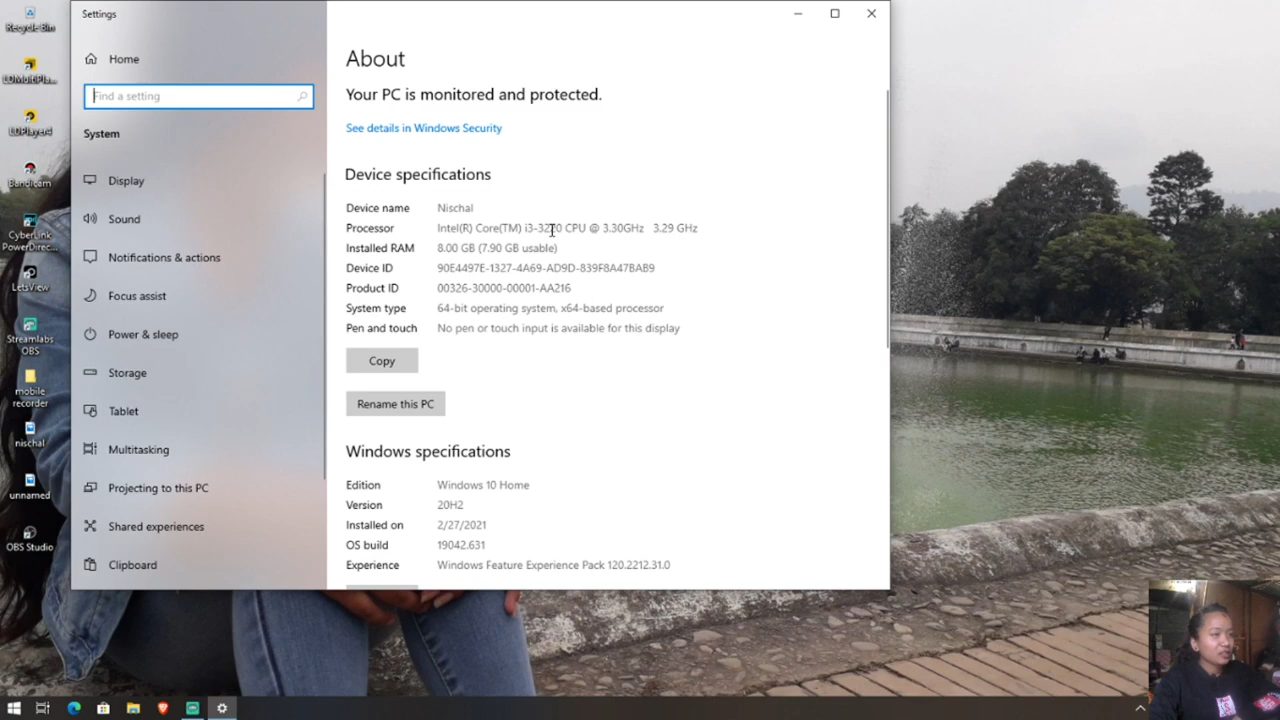 Settings
Recycle Bin
LDMultiPla...
LDPlayer4
Bandicam
CyberLink
PowerDirec...
LetsView
Streamlabs
OBS
mobile
recorder
nischal
unnamed
OBS Studio
Home
Find a setting
System
Display
Sound
Notifications & actions
Focus assist
Power & sleep
Storage
Tablet
Multitasking
Projecting to this PC
Shared experiences
Clipboard
About
Your PC is monitored and protected.
See details in Windows Security
Device specifications
Device name Nischal
Processor Intel(R) Core(TM) CPU @ 3.30GHz 3.29 GHz
Installed RAM 8.00 GB (7.90 GB usable)
Device ID 90E4497E-1327-4A69-AD9D-839F8A47BAB9
Product ID 00326-30000-00001-AA216
System type 64-bit operating system, x64-based processor
Pen and touch No pen or touch input is available for this display
Copy
Rename this PC
Windows specifications
Edition Windows 10 Home
Version 20H2
Installed on 2/27/2021
OS build 19042.631
Experience Windows Feature Experience Pack 120.2212.31.0